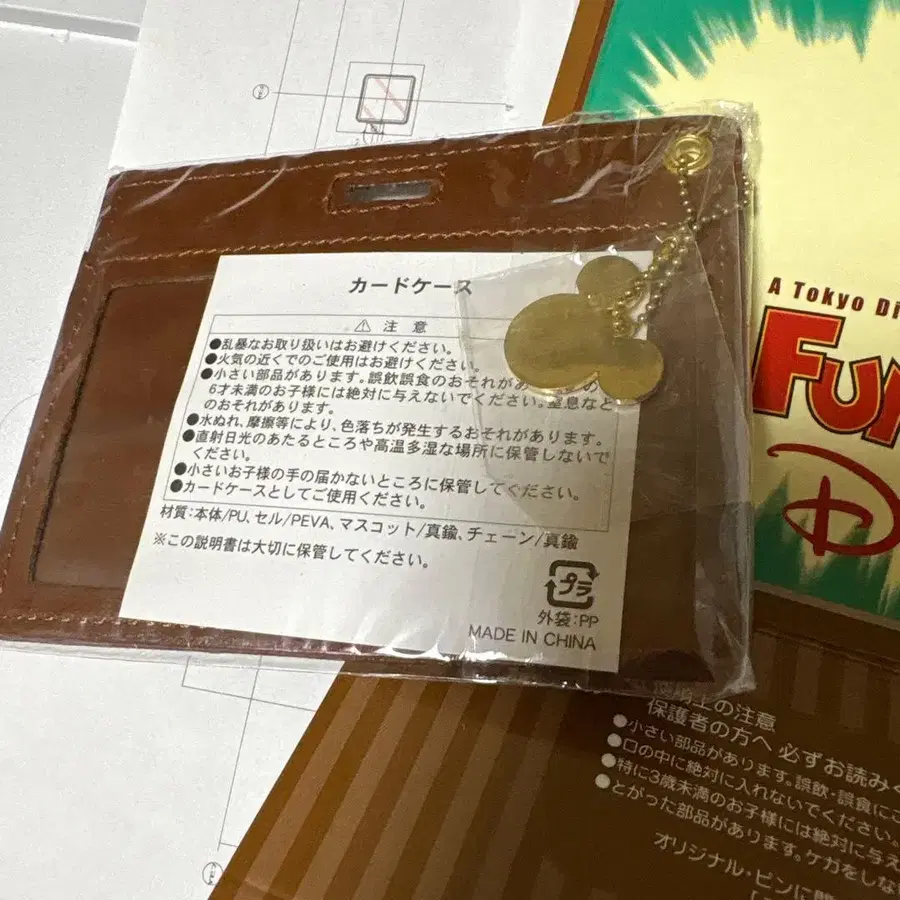 カードケース
⚠ 注意
●乱暴なお取り扱いはお避けください。
●火気の近くでのご使用はお避けください。
●小さい部品があります。誤飲誤食のおそれがあ
6才未満のお子様には絶対に与えないでください。窒息など
のおそれがあります。
●水ぬれ、摩擦等により、色落ちが発生するおそれがあります。
●直射日光のあたるところや高温多湿な場所に保管しないで
ください。
●小さいお子様の手の届かないところに保管してください。
●カードケースとしてご使用ください。
材質:本体/PU、セル/PEVA、マスコット/真鍮、チェーン/真鍮
※この説明書は大切に保管してください。
プラ
外袋:PP
MADE IN CHINA
A Tokyo Di
Fun
D
上の注意
保護者の方へ 必ずお読みく
●小さい部品があります。誤飲・誤食にご
●口の中に絶対に入れないでください。
●特に3歳未満のお子様には絶対に与え
●とがった部品があります。ケガをしな
オリジナル・ピンに関